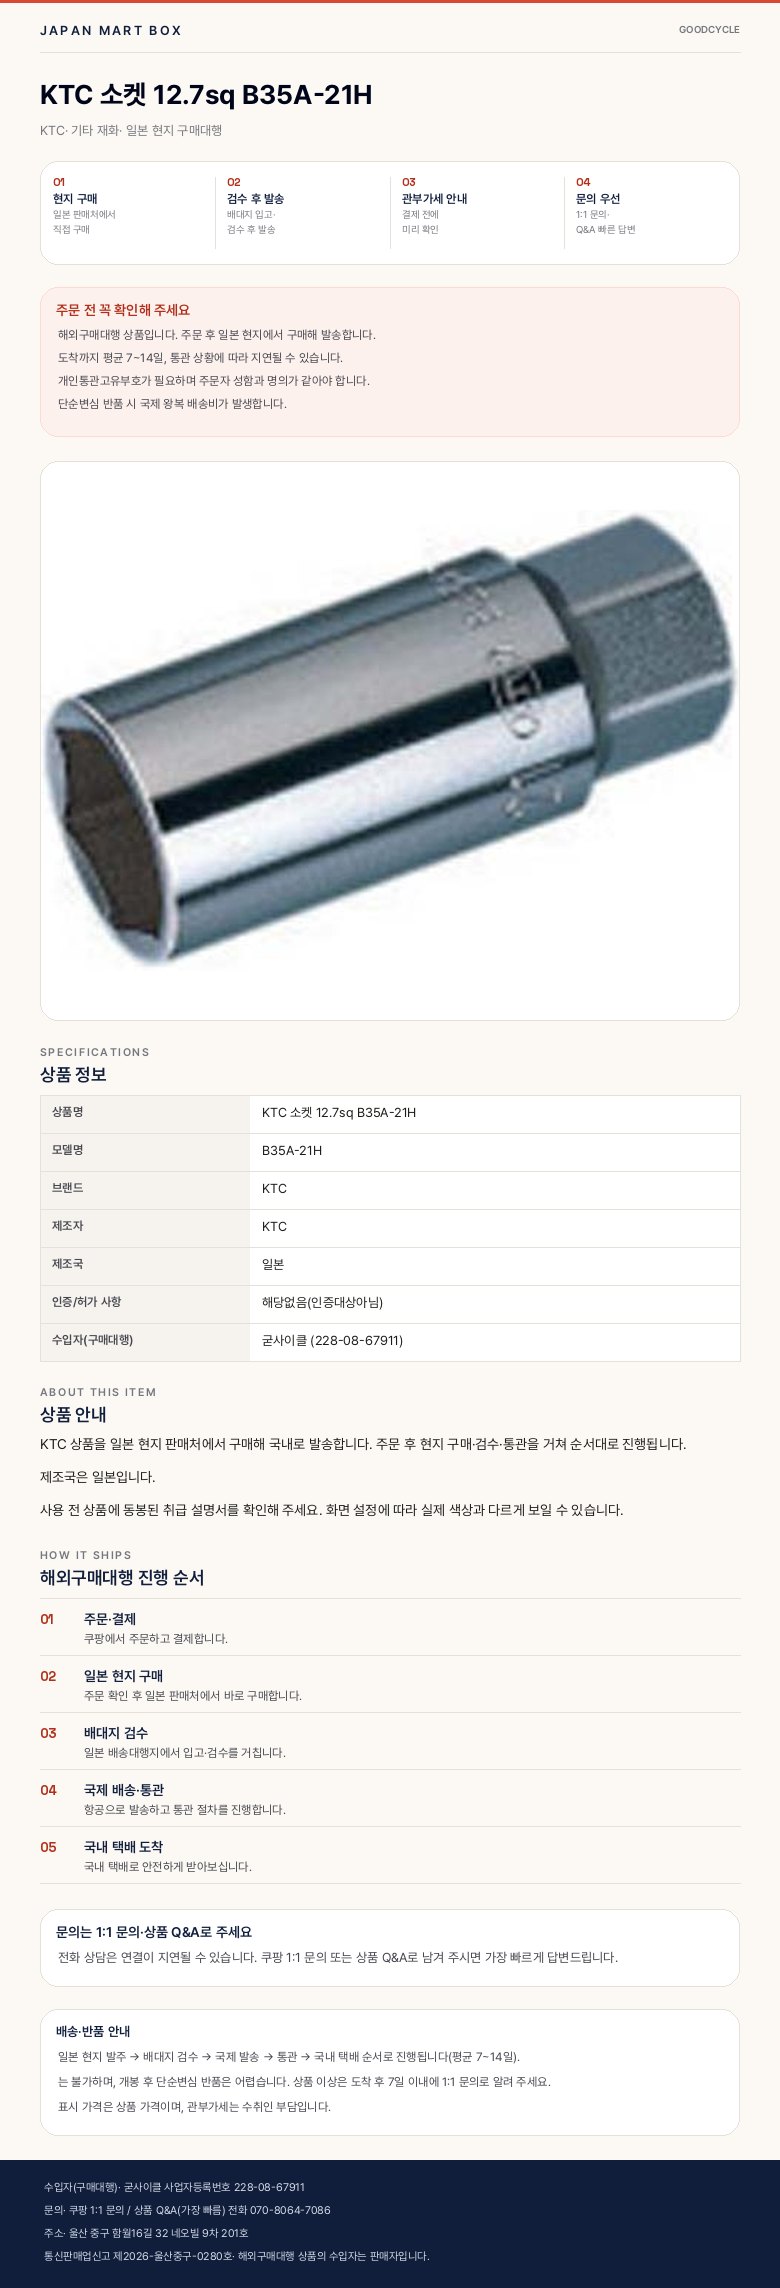 JAPAN MART BOX
GOODCYCLE
KTC 소켓 12.7sq B35A-21H
KTC· 기타 재화· 일본 현지 구매대행
01
현지 구매
일본 판매처에서
직접 구매
02
검수 후 발송
배대지 입고·
검수 후 발송
03
관부가세 안내
결제 전에
미리 확인
04
문의 우선
1:1 문의·
Q&A 빠른 답변
주문 전 꼭 확인해 주세요
해외구매대행 상품입니다. 주문 후 일본 현지에서 구매해 발송합니다.
도착까지 평균 7~14일, 통관 상황에 따라 지연될 수 있습니다.
개인통관고유부호가 필요하며 주문자 성함과 명의가 같아야 합니다.
단순변심 반품 시 국제 왕복 배송비가 발생합니다.
SPECIFICATIONS
상품 정보
상품명 KTC 소켓 12.7sq B35A-21H
모델명 B35A-21H
브랜드 KTC
제조자 KTC
제조국 일본
인증/허가 사항 해당없음(인증대상아님)
수입자(구매대행) 굳사이클 (228-08-67911)
ABOUT THIS ITEM
상품 안내
KTC 상품을 일본 현지 판매처에서 구매해 국내로 발송합니다. 주문 후 현지 구매·검수·통관을 거쳐 순서대로 진행됩니다.
제조국은 일본입니다.
사용 전 상품에 동봉된 취급 설명서를 확인해 주세요. 화면 설정에 따라 실제 색상과 다르게 보일 수 있습니다.
HOW IT SHIPS
해외구매대행 진행 순서
01 주문·결제
쿠팡에서 주문하고 결제합니다.
02 일본 현지 구매
주문 확인 후 일본 판매처에서 바로 구매합니다.
03 배대지 검수
일본 배송대행지에서 입고·검수를 거칩니다.
04 국제 배송·통관
항공으로 발송하고 통관 절차를 진행합니다.
05 국내 택배 도착
국내 택배로 안전하게 받아보십니다.
문의는 1:1 문의·상품 Q&A로 주세요
전화 상담은 연결이 지연될 수 있습니다. 쿠팡 1:1 문의 또는 상품 Q&A로 남겨 주시면 가장 빠르게 답변드립니다.
배송·반품 안내
일본 현지 발주 → 배대지 검수 → 국제 발송 → 통관 → 국내 택배 순서로 진행됩니다(평균 7~14일).
는 불가하며, 개봉 후 단순변심 반품은 어렵습니다. 상품 이상은 도착 후 7일 이내에 1:1 문의로 알려 주세요.
표시 가격은 상품 가격이며, 관부가세는 수취인 부담입니다.
수입자(구매대행)· 굳사이클 사업자등록번호 228-08-67911
문의· 쿠팡 1:1 문의 / 상품 Q&A(가장 빠름) 전화 070-8064-7086
주소· 울산 중구 함월16길 32 네오빌 9차 201호
통신판매업신고 제2026-울산중구-0280호· 해외구매대행 상품의 수입자는 판매자입니다.